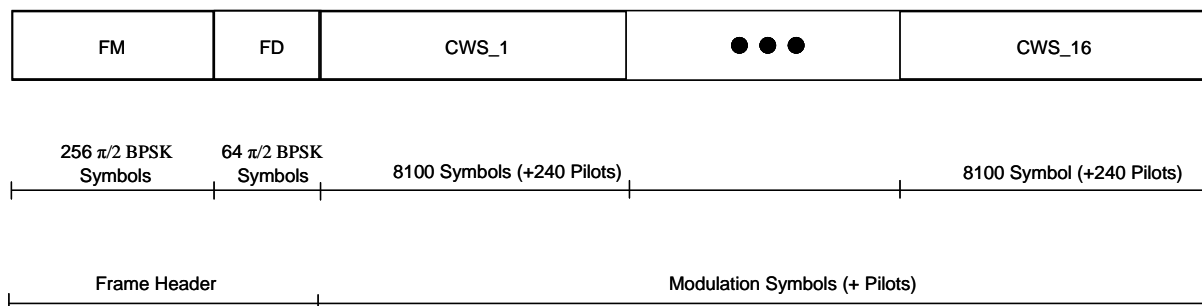 FM
FD
CWS_1
CWS_16
256 π/2 BPSK
Symbols
64 π/2 BPSK
Symbols
8100 Symbols (+240 Pilots)
8100 Symbol (+240 Pilots)
Frame Header
Modulation Symbols (+ Pilots)